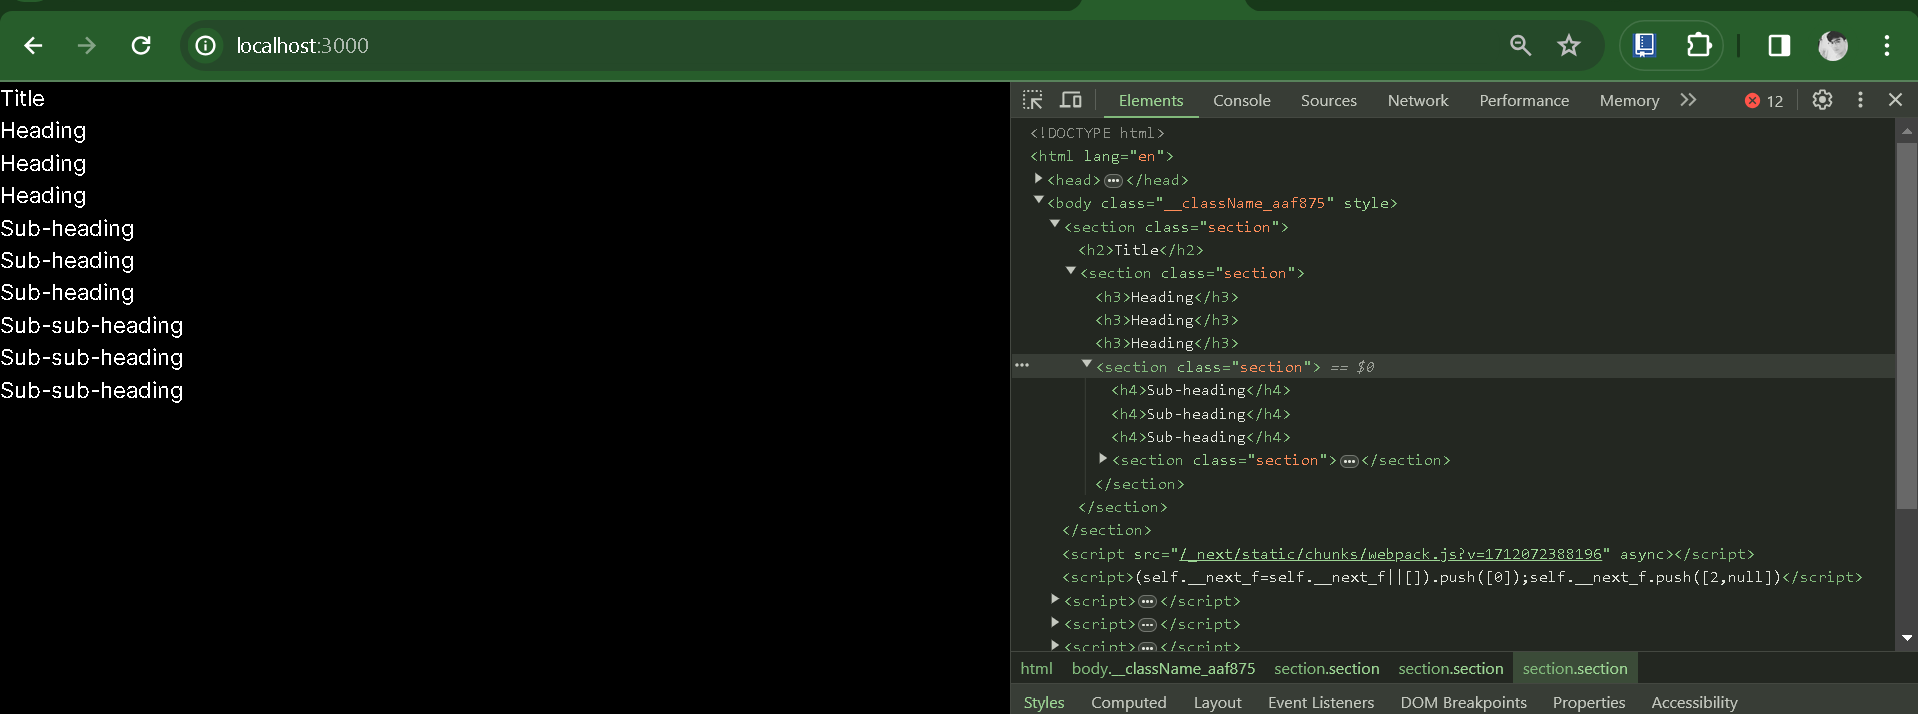 localhost:3000
Title
Heading
Heading
Heading
Sub-heading
Sub-heading
Sub-heading
Sub-sub-heading
Sub-sub-heading
Sub-sub-heading
Elements Console Sources Network Performance Memory 12
<!DOCTYPE html>
<html lang="en">
<head>…</head>
<body class="__className_aaf875" style>
<section class="section">
<h2>Title</h2>
<section class="section">
<h3>Heading</h3>
<h3>Heading</h3>
<h3>Heading</h3>
<section class="section"> == $0
<h4>Sub-heading</h4>
<h4>Sub-heading</h4>
<h4>Sub-heading</h4>
<section class="section">…</section>
</section>
</section>
</section>
<script src="/_next/static/chunks/webpack.js?v=1712072388196" async></script>
<script>(self.__next_f=self.__next_f||[]).push([0]);self.__next_f.push([2,null])</script>
<script>…</script>
<script>…</script>
<script>…</script>
html body.__className_aaf875 section.section section.section section.section
Styles Computed Layout Event Listeners DOM Breakpoints Properties Accessibility